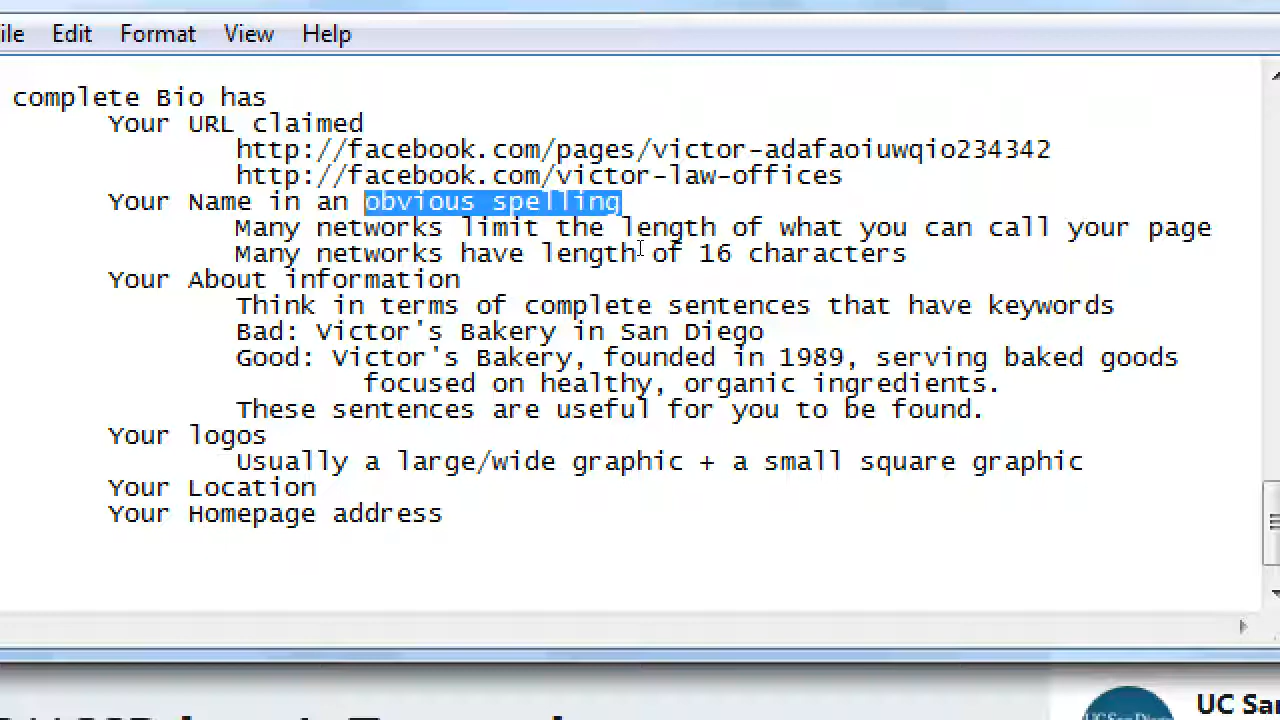 ile Edit Format View Help
complete Bio has
Your URL claimed
http://facebook.com/pages/victor-adafaoiuwqio234342
http://facebook.com/victor-law-offices
Your Name in an obvious spelling
Many networks limit the length of what you can call your page
Many networks have length of 16 characters
Your About information
Think in terms of complete sentences that have keywords
Bad: Victor's Bakery in San Diego
Good: Victor's Bakery, founded in 1989, serving baked goods
focused on healthy, organic ingredients.
These sentences are useful for you to be found.
Your logos
Usually a large/wide graphic + a small square graphic
Your Location
Your Homepage address
UC San
UC San Diego